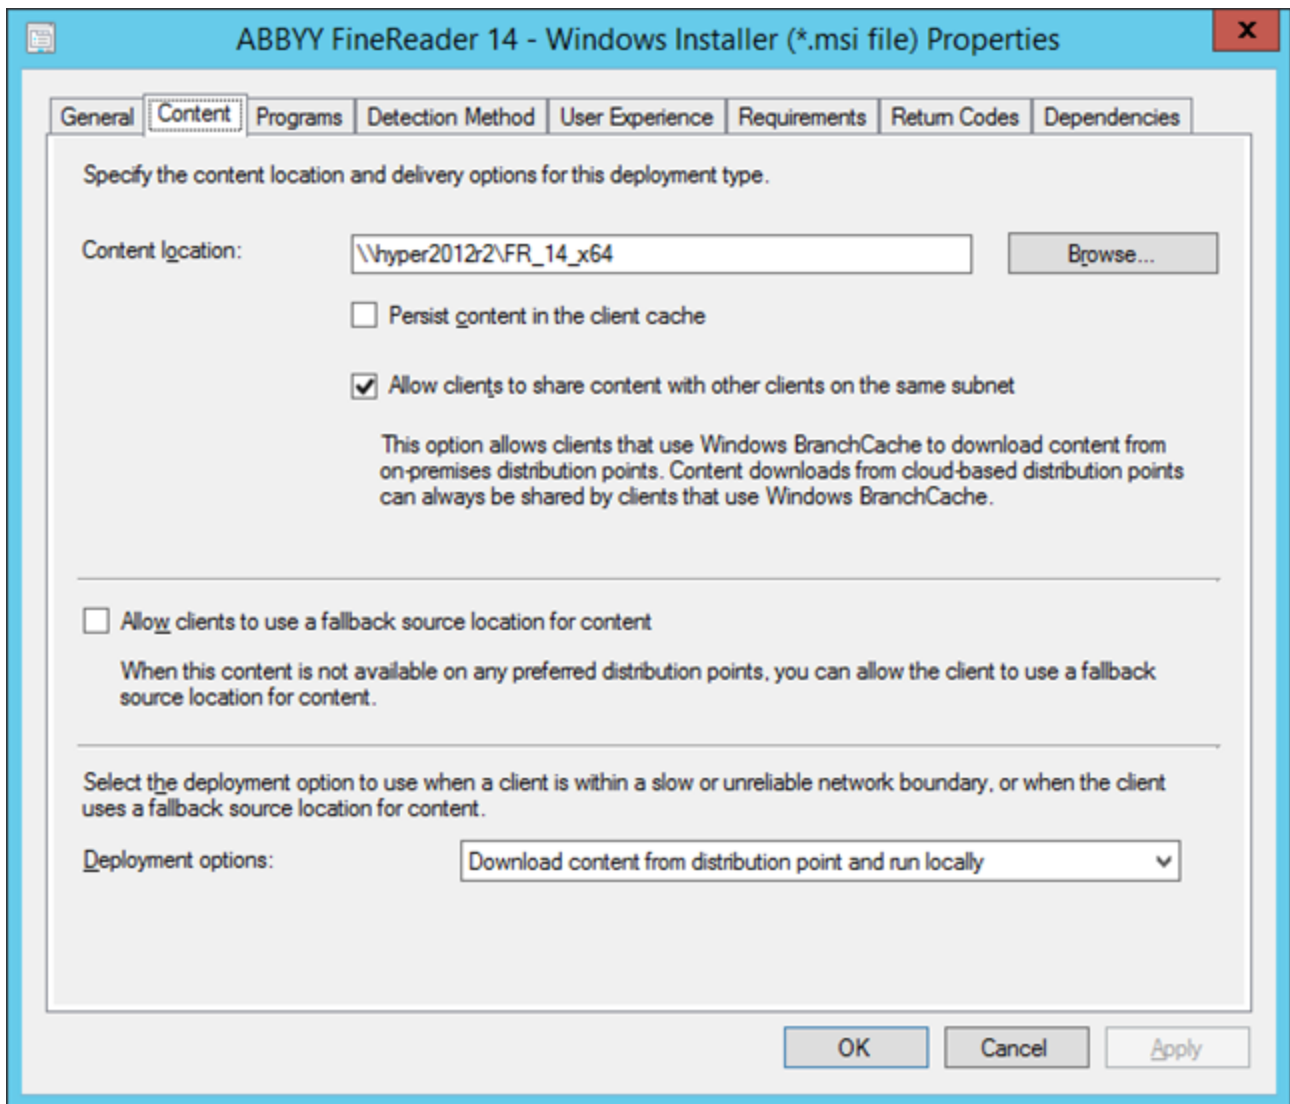 ABBYY FineReader 14 - Windows Installer (*.msi file) Properties
x
General Content Programs Detection Method User Experience Requirements Return Codes Dependencies
Specify the content location and delivery options for this deployment type.
Content location: \\hyper2012r2\FR_14_x64 Browse...
Persist content in the client cache
Allow clients to share content with other clients on the same subnet
This option allows clients that use Windows BranchCache to download content from
on-premises distribution points. Content downloads from cloud-based distribution points
can always be shared by clients that use Windows BranchCache.
Allow clients to use a fallback source location for content
When this content is not available on any preferred distribution points, you can allow the client to use a fallback
source location for content.
Select the deployment option to use when a client is within a slow or unreliable network boundary, or when the client
uses a fallback source location for content.
Deployment options: Download content from distribution point and run locally
OK Cancel Apply